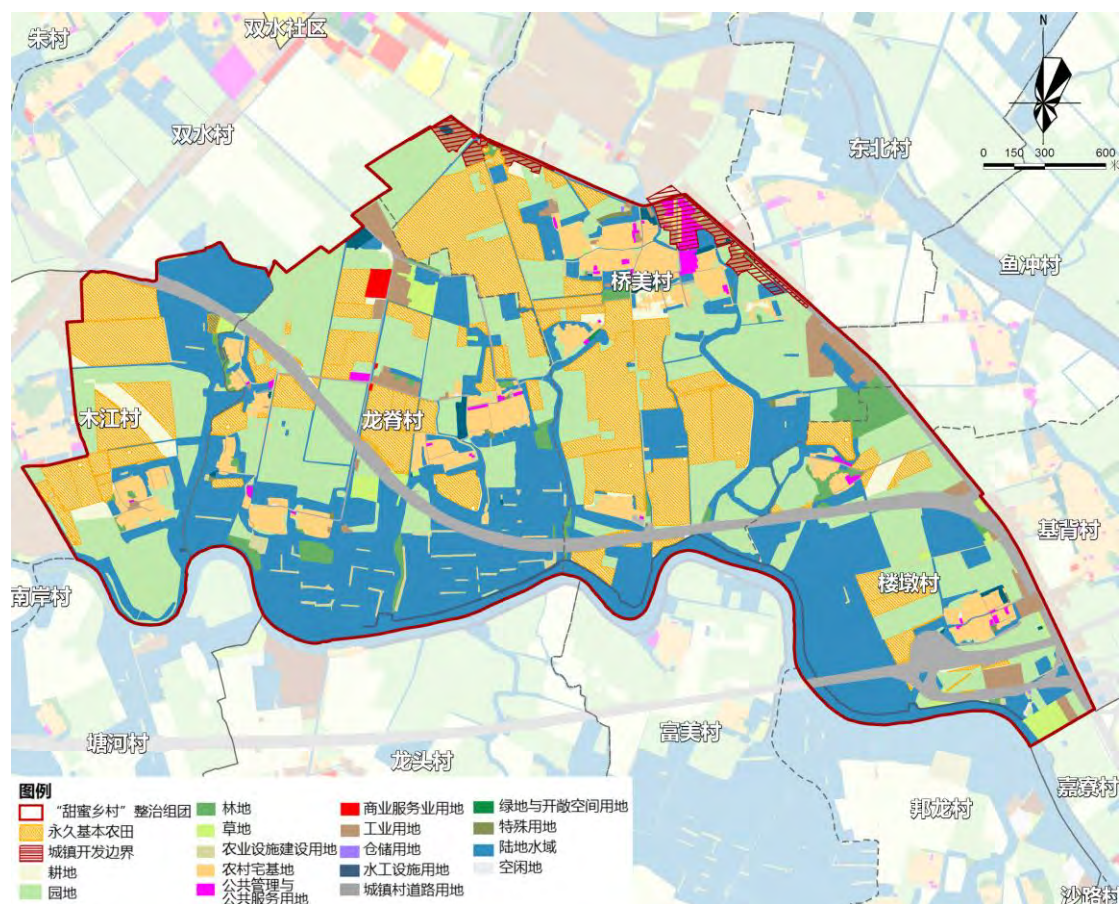 朱村
双水社区
双水村
N
东北村
0 150 300 600
米
鱼冲村
桥美村
木江村
龙脊村
基背村
南岸村
楼墩村
塘河村
龙头村
富美村
嘉寮村
邦龙村
沙路村
图例
“甜蜜乡村”整治组团
永久基本农田
城镇开发边界
耕地
园地
林地
草地
农业设施建设用地
农村宅基地
公共管理与
公共服务用地
商业服务业用地
工业用地
仓储用地
水工设施用地
城镇村道路用地
绿地与开敞空间用地
特殊用地
陆地水域
空闲地